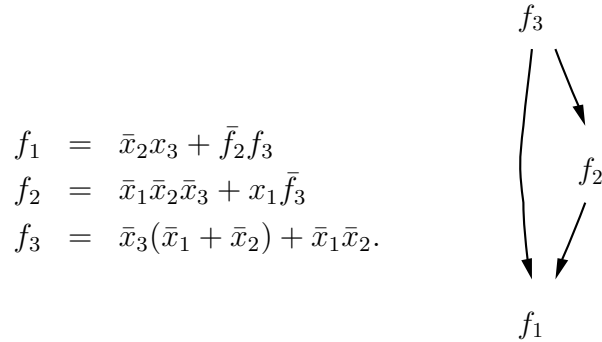 f₃
f₁ = x̄₂x₃ + f̄₂f₃
f₂ = x̄₁x̄₂x̄₃ + x₁f̄₃
f₂
f₃ = x̄₃(x̄₁ + x̄₂) + x̄₁x̄₂.
f₁